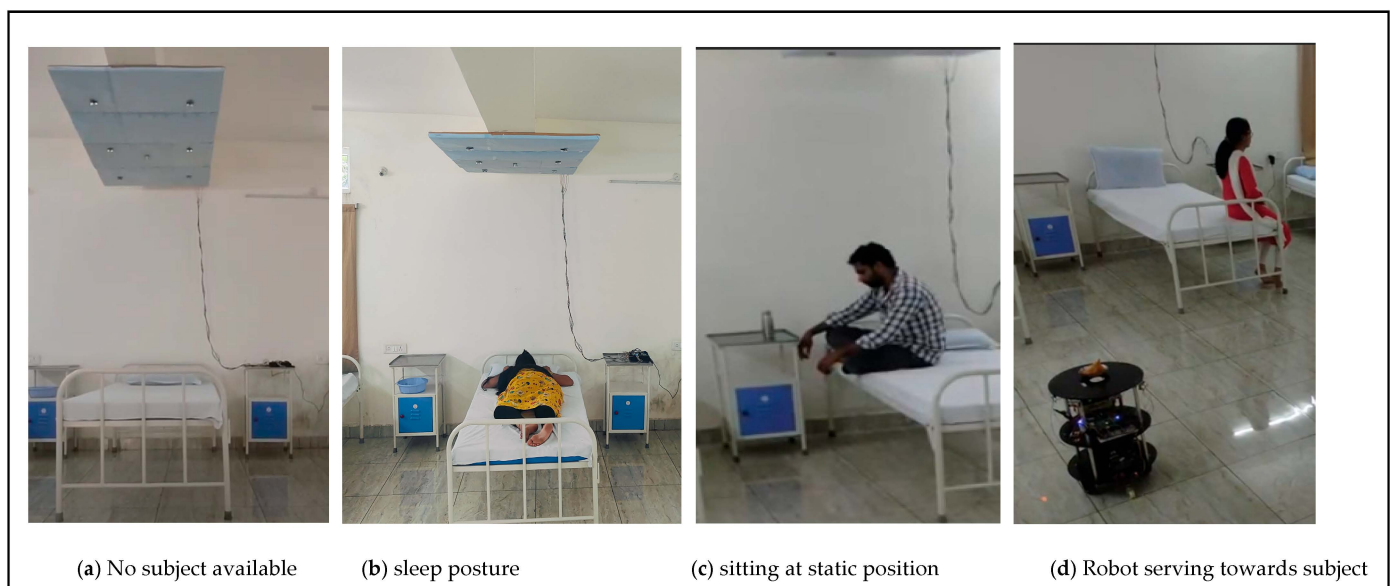 (a) No subject available
(b) sleep posture
(c) sitting at static position
(d) Robot serving towards subject